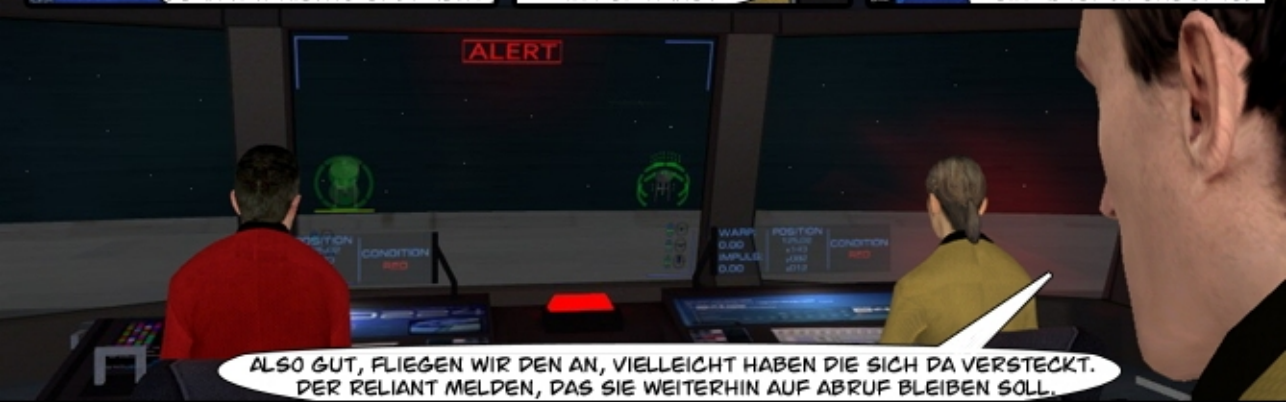 ALERT
POSITION
CONDITION
RED
WARP
0.00
IMPULS
0.00
POSITION
CONDITION
RED
ALSO GUT, FLIEGEN WIR DEN AN, VIELLEICHT HABEN DIE SICH DA VERSTECKT.
DER RELIANT MELDEN, DAS SIE WEITERHIN AUF ABRUF BLEIBEN SOLL.